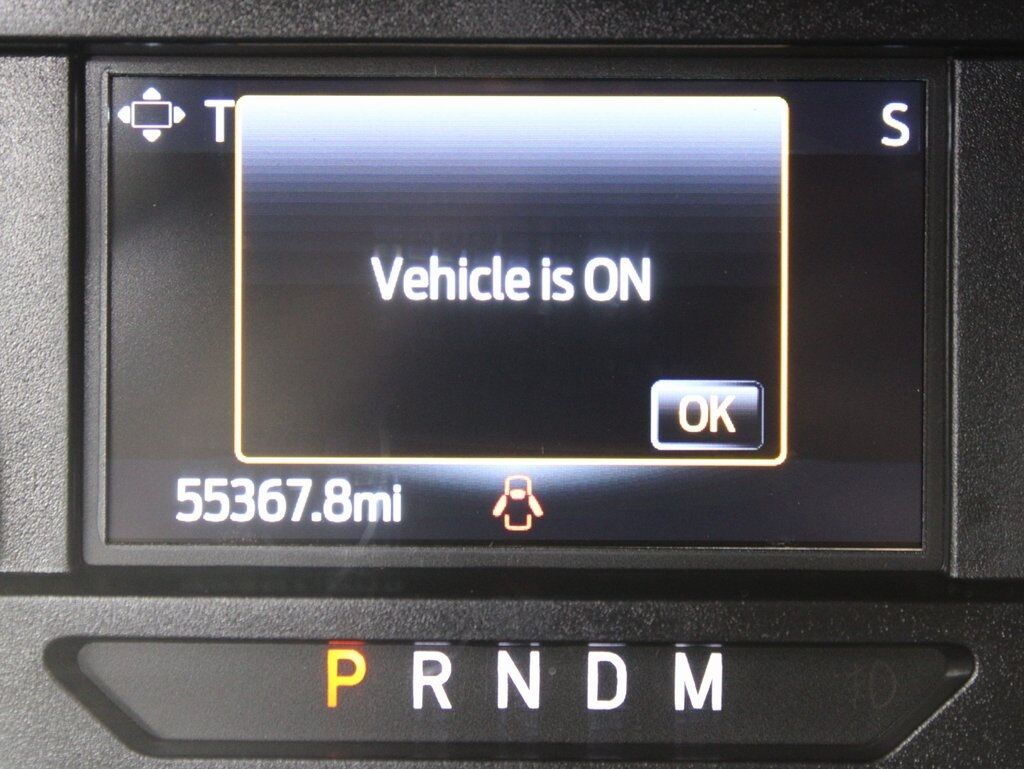 T S
Vehicle is ON
OK
55367.8mi
P R N D M